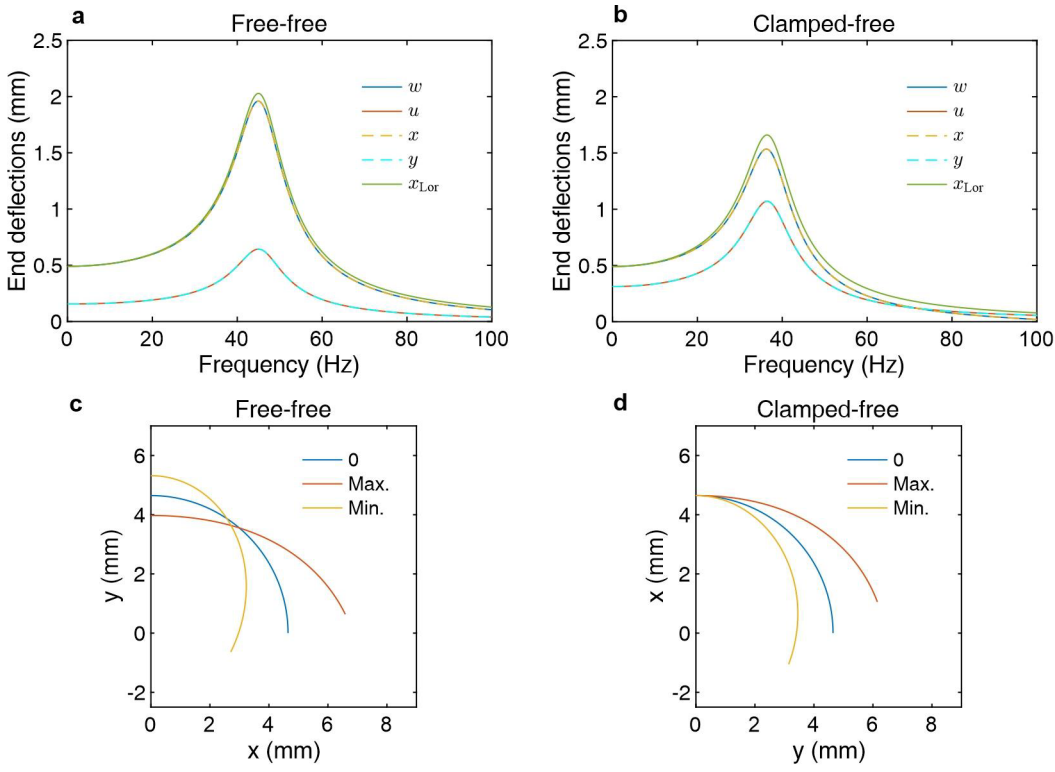 a
Free-free
2.5
2
1.5
1
0.5
0
0 20 40 60 80 100
End deflections (mm)
Frequency (Hz)
w
u
x
y
xLor
b
Clamped-free
2.5
2
1.5
1
0.5
0
0 20 40 60 80 100
End deflections (mm)
Frequency (Hz)
w
u
x
y
xLor
c
Free-free
6
4
2
0
-2
0 2 4 6 8
y (mm)
x (mm)
0
Max.
Min.
d
Clamped-free
6
4
2
0
-2
0 2 4 6 8
x (mm)
y (mm)
0
Max.
Min.